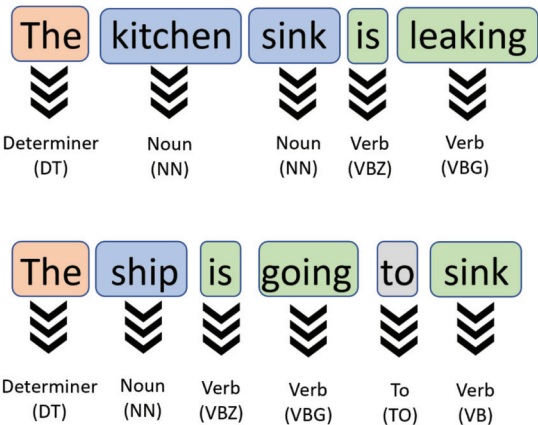 The kitchen sink is leaking
Determiner Noun Noun Verb Verb
(DT) (NN) (NN) (VBZ) (VBG)
The ship is going to sink
Determiner Noun Verb Verb To Verb
(DT) (NN) (VBZ) (VBG) (TO) (VB)